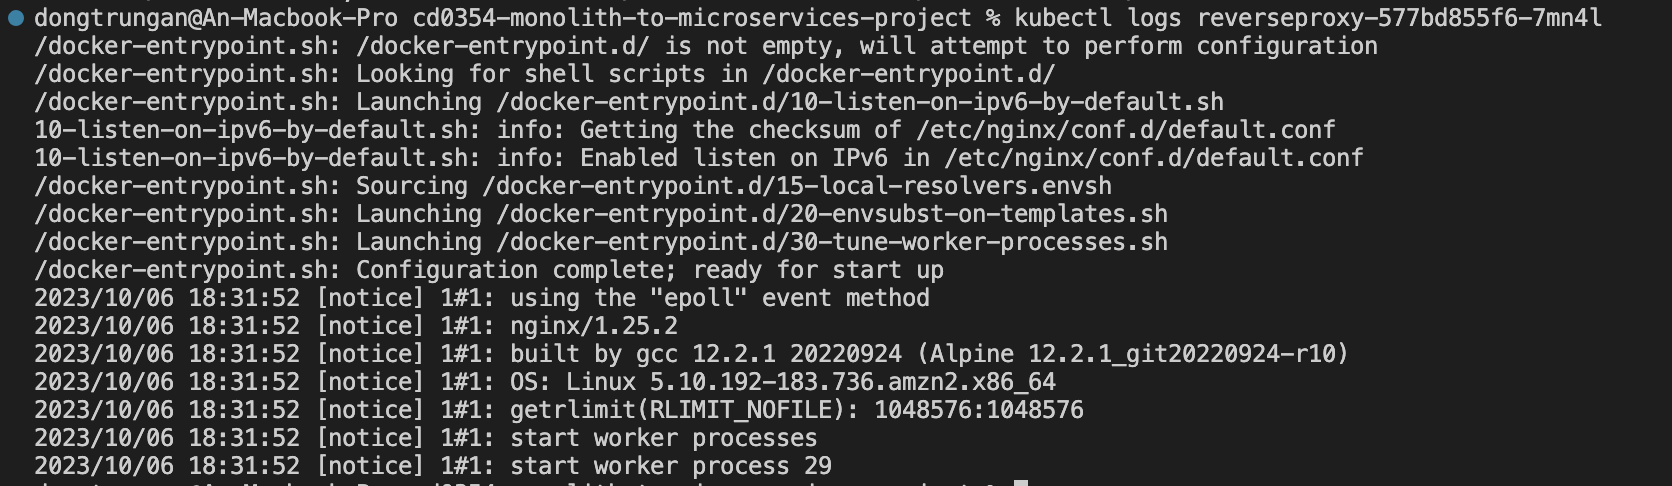 dongtrungan@An-Macbook-Pro cd0354-monolith-to-microservices-project % kubectl logs reverseproxy-577bd855f6-7mn4l
/docker-entrypoint.sh: /docker-entrypoint.d/ is not empty, will attempt to perform configuration
/docker-entrypoint.sh: Looking for shell scripts in /docker-entrypoint.d/
/docker-entrypoint.sh: Launching /docker-entrypoint.d/10-listen-on-ipv6-by-default.sh
10-listen-on-ipv6-by-default.sh: info: Getting the checksum of /etc/nginx/conf.d/default.conf
10-listen-on-ipv6-by-default.sh: info: Enabled listen on IPv6 in /etc/nginx/conf.d/default.conf
/docker-entrypoint.sh: Sourcing /docker-entrypoint.d/15-local-resolvers.envsh
/docker-entrypoint.sh: Launching /docker-entrypoint.d/20-envsubst-on-templates.sh
/docker-entrypoint.sh: Launching /docker-entrypoint.d/30-tune-worker-processes.sh
/docker-entrypoint.sh: Configuration complete; ready for start up
2023/10/06 18:31:52 [notice] 1#1: using the "epoll" event method
2023/10/06 18:31:52 [notice] 1#1: nginx/1.25.2
2023/10/06 18:31:52 [notice] 1#1: built by gcc 12.2.1 20220924 (Alpine 12.2.1_git20220924-r10)
2023/10/06 18:31:52 [notice] 1#1: OS: Linux 5.10.192-183.736.amzn2.x86_64
2023/10/06 18:31:52 [notice] 1#1: getrlimit(RLIMIT_NOFILE): 1048576:1048576
2023/10/06 18:31:52 [notice] 1#1: start worker processes
2023/10/06 18:31:52 [notice] 1#1: start worker process 29